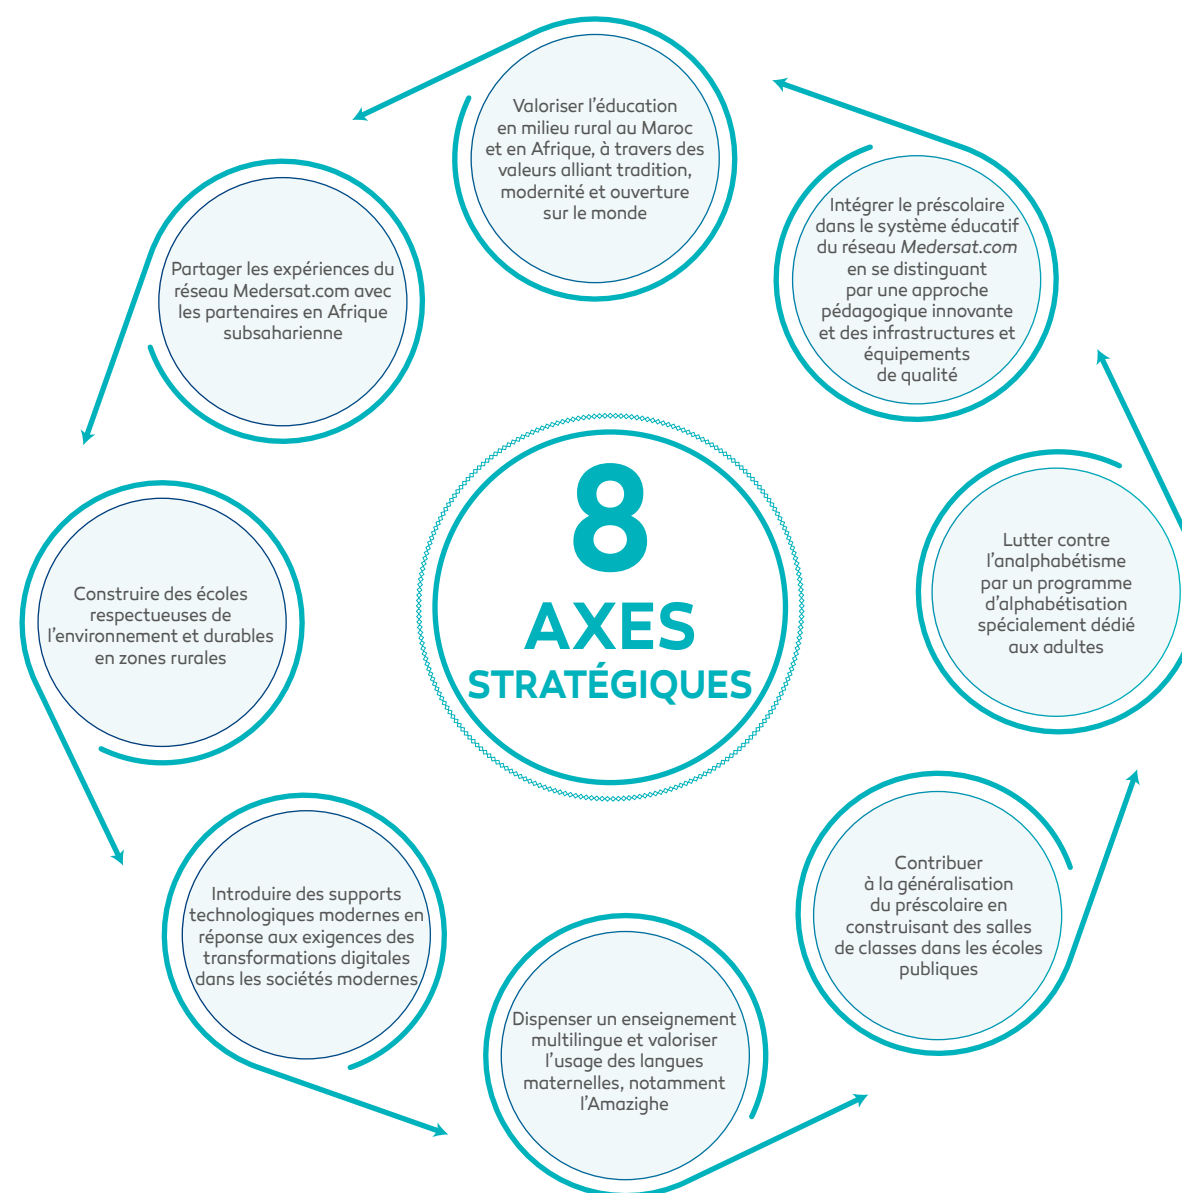 8
AXES
STRATÉGIQUES
Valoriser l'éducation
en milieu rural au Maroc
et en Afrique, à travers des
valeurs alliant tradition,
modernité et ouverture
sur le monde
Partager les expériences du
réseau Medersat.com avec
les partenaires en Afrique
subsaharienne
Construire des écoles
respectueuses de
l'environnement et durables
en zones rurales
Introduire des supports
technologiques modernes en
réponse aux exigences des
transformations digitales
dans les sociétés modernes
Dispenser un enseignement
multilingue et valoriser
l'usage des langues
maternelles, notamment
l'Amazighe
Contribuer
à la généralisation
du préscolaire en
construisant des salles
de classes dans les écoles
publiques
Lutter contre
l'analphabétisme
par un programme
d'alphabétisation
spécialement dédié
aux adultes
Intégrer le préscolaire
dans le système éducatif
du réseau Medersat.com
en se distinguant
par une approche
pédagogique innovante
et des infrastructures et
équipements
de qualité